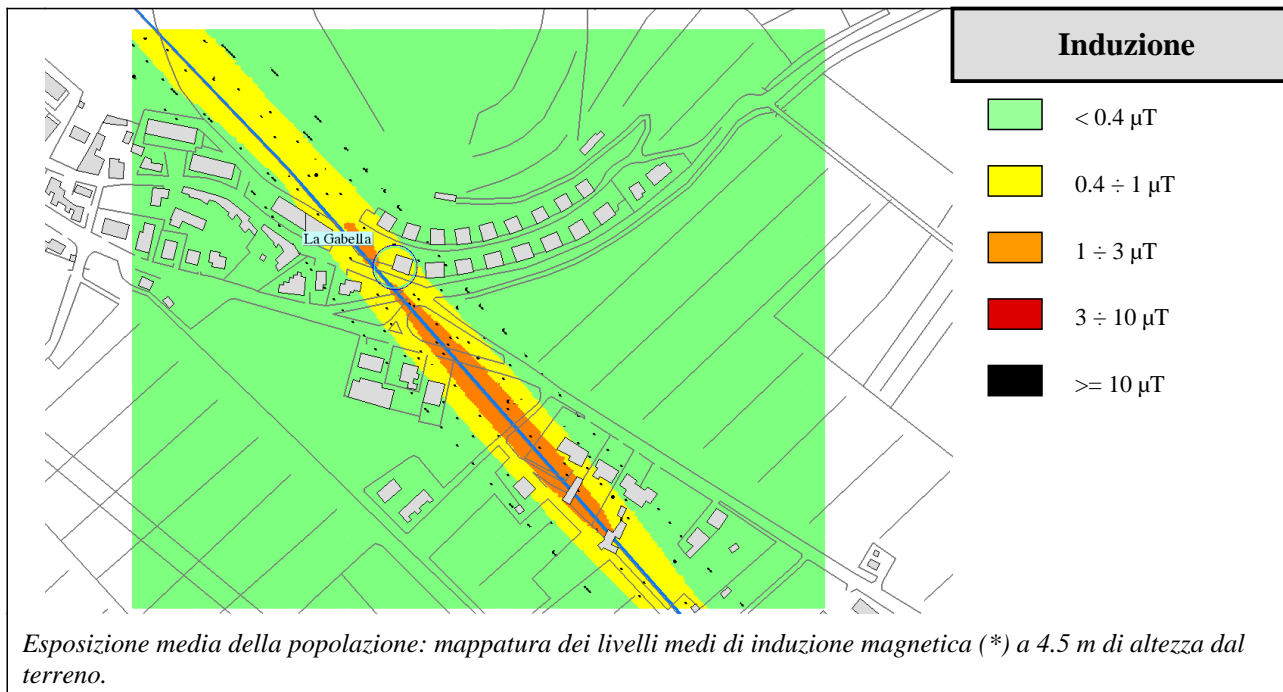 Induzione
< 0.4 µT
0.4 ÷ 1 µT
1 ÷ 3 µT
3 ÷ 10 µT
>= 10 µT
La Gabella
Esposizione media della popolazione: mappatura dei livelli medi di induzione magnetica (*) a 4.5 m di altezza dal
terreno.